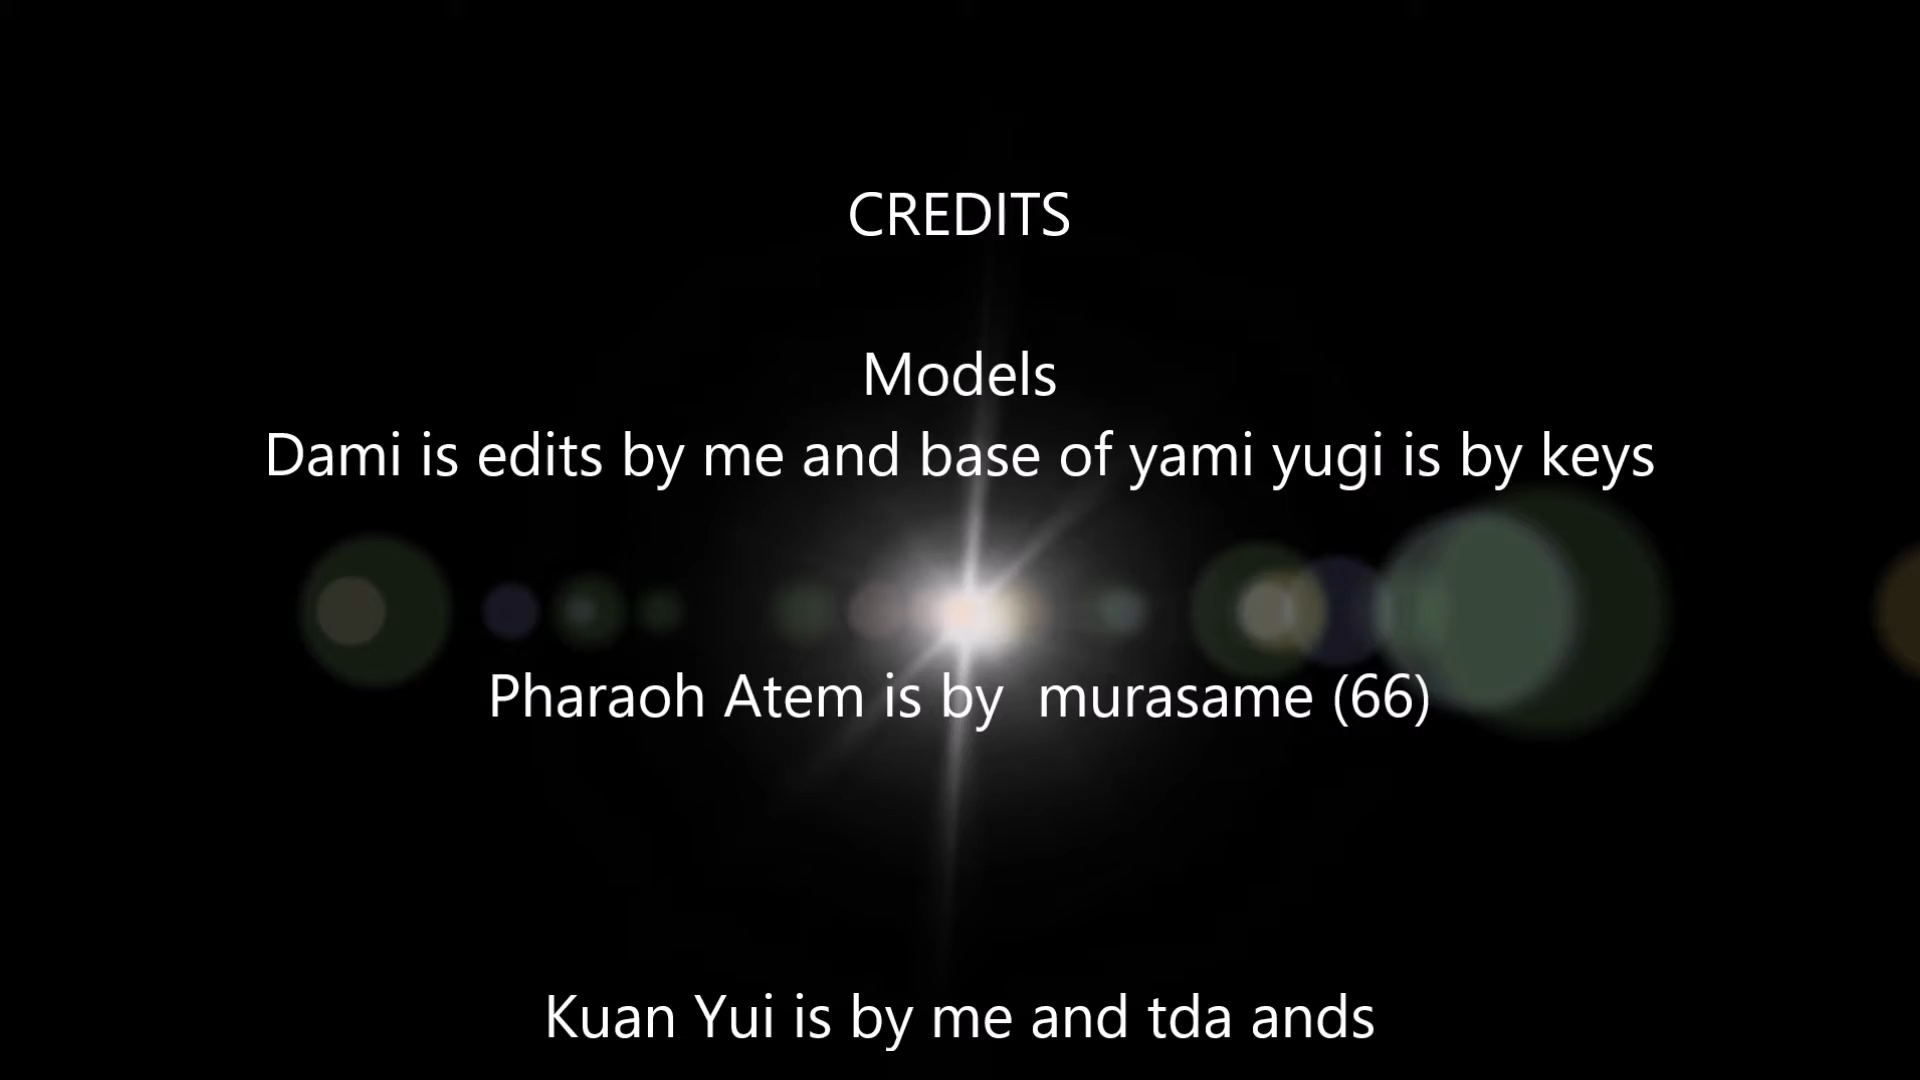 CREDITS
Models
Dami is edits by me and base of yami yugi is by keys
Pharaoh Atem is by  murasame (66)
Kuan Yui is by me and tda ands